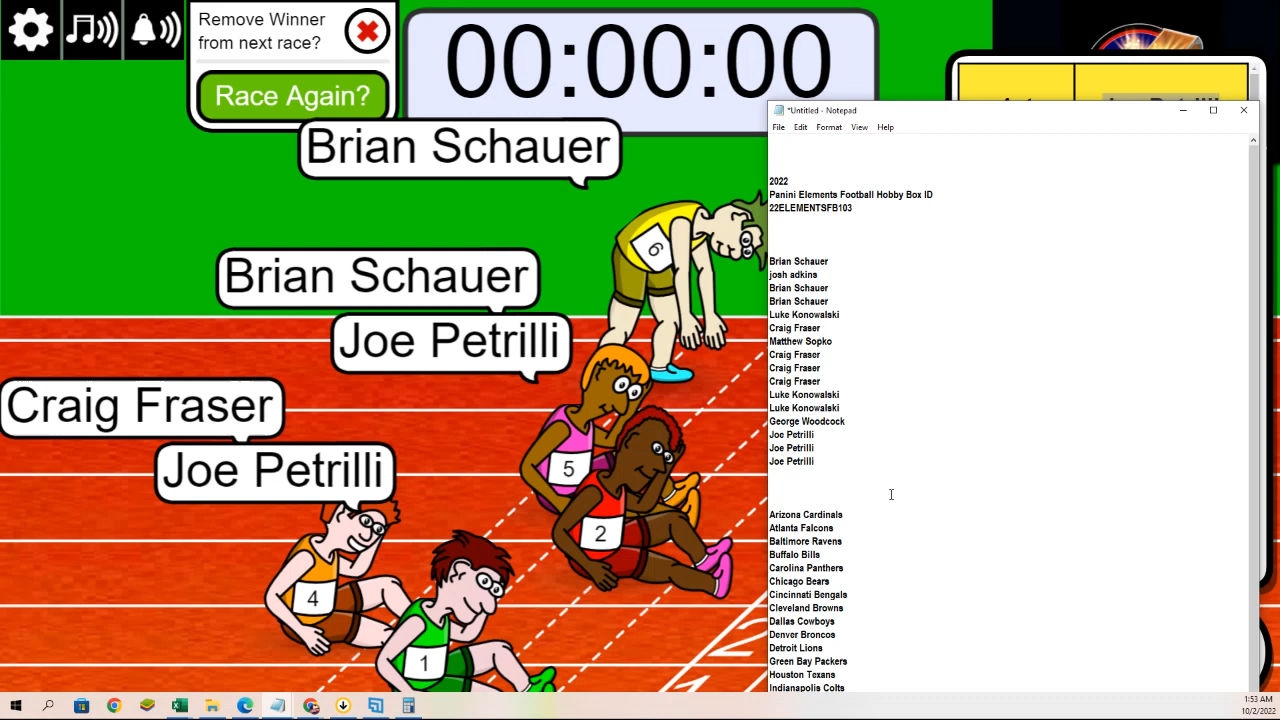 Remove Winner
from next race?
Race Again?
00:00:00
Brian Schauer
Brian Schauer
Joe Petrilli
Craig Fraser
Joe Petrilli
6
5
2
4
1
*Untitled - Notepad
File Edit Format View Help
2022
Panini Elements Football Hobby Box ID
22ELEMENTSFB103
Brian Schauer
josh adkins
Brian Schauer
Brian Schauer
Luke Konowalski
Craig Fraser
Matthew Sopko
Craig Fraser
Craig Fraser
Craig Fraser
Luke Konowalski
Luke Konowalski
George Woodcock
Joe Petrilli
Joe Petrilli
Joe Petrilli
Arizona Cardinals
Atlanta Falcons
Baltimore Ravens
Buffalo Bills
Carolina Panthers
Chicago Bears
Cincinnati Bengals
Cleveland Browns
Dallas Cowboys
Denver Broncos
Detroit Lions
Green Bay Packers
Houston Texans
Indianapolis Colts
1:53 AM
10/2/2022